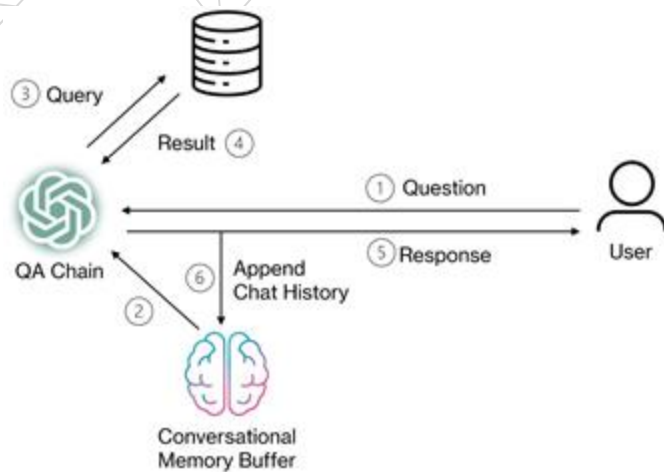 ③ Query
Result ④
① Question
QA Chain
⑤ Response
User
⑥ Append
Chat History
②
Conversational
Memory Buffer